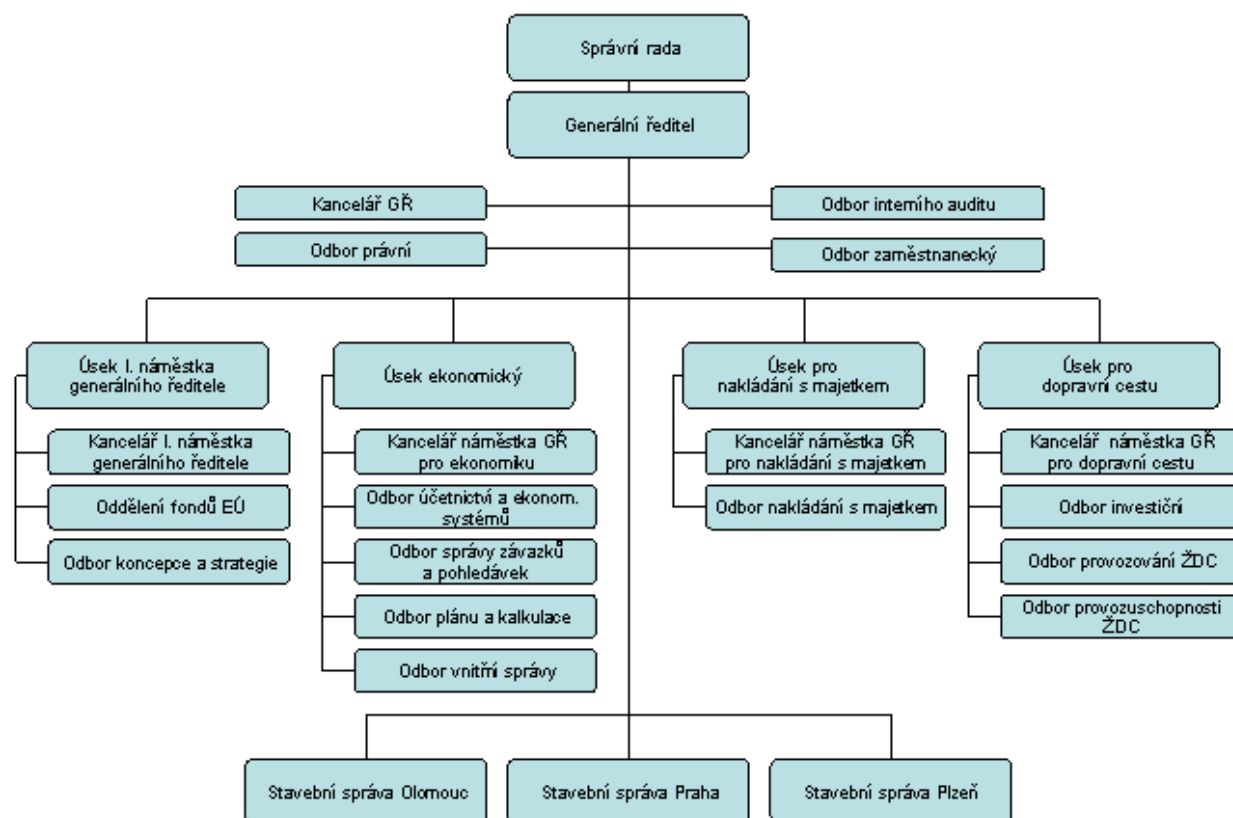 Správní rada
Generální ředitel
Kancelář GŘ
Odbor interního auditu
Odbor právní
Odbor zaměstnanecký
Úsek I. náměstka
generálního ředitele
Kancelář I. náměstka
generálního ředitele
Oddělení fondů EÚ
Odbor koncepce a strategie
Úsek ekonomický
Kancelář náměstka GŘ
pro ekonomiku
Odbor účetnictví a ekonom.
systémů
Odbor správy závazků
a pohledávek
Odbor plánu a kalkulace
Odbor vnitřní správy
Úsek pro
nakládání s majetkem
Kancelář náměstka GŘ
pro nakládání s majetkem
Odbor nakládání s majetkem
Úsek pro
dopravní cestu
Kancelář náměstka GŘ
pro dopravní cestu
Odbor investiční
Odbor provozování ŽDC
Odbor provozuschopnosti
ŽDC
Stavební správa Olomouc
Stavební správa Praha
Stavební správa Plzeň